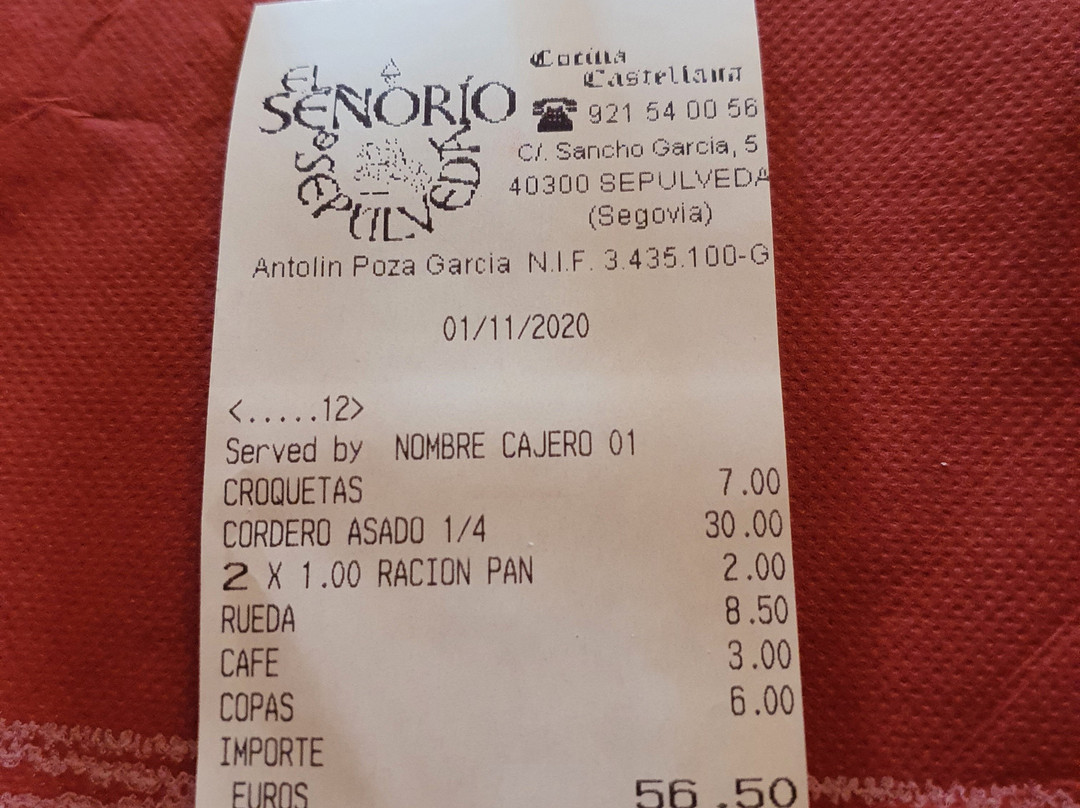 EL
SEÑORÍO
DE SEPÚLVEDA
Cocina
Castellana
921 54 00 56
C/. Sancho Garcia, 5
40300 SEPULVEDA
(Segovia)
Antolin Poza Garcia N.I.F. 3.435.100-G
01/11/2020
<.....12>
Served by NOMBRE CAJERO 01
CROQUETAS 7.00
CORDERO ASADO 1/4 30.00
2 X 1.00 RACION PAN 2.00
RUEDA 8.50
CAFE 3.00
COPAS 6.00
IMPORTE
EUROS 56.50